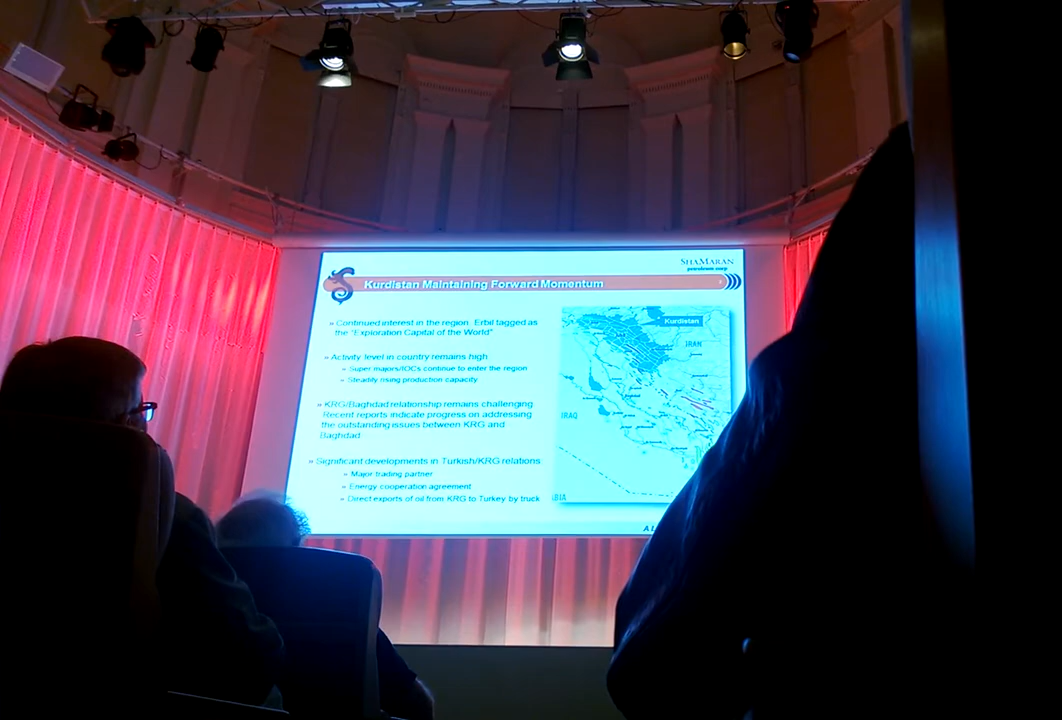 SHAMARAN
petroleum corp
Kurdistan Maintaining Forward Momentum
» Continued interest in the region. Erbil tagged as
the "Exploration Capital of the World"
» Activity level in country remains high
» Super majors/IOCs continue to enter the region
» Steadily rising production capacity
» KRG/Baghdad relationship remains challenging.
Recent reports indicate progress on addressing
the outstanding issues between KRG and
Baghdad.
» Significant developments in Turkish/KRG relations
» Major trading partner
» Energy cooperation agreement
» Direct exports of oil from KRG to Turkey by truck
Kurdistan
IRAN
IRAQ
Baghdad
ABIA
A L